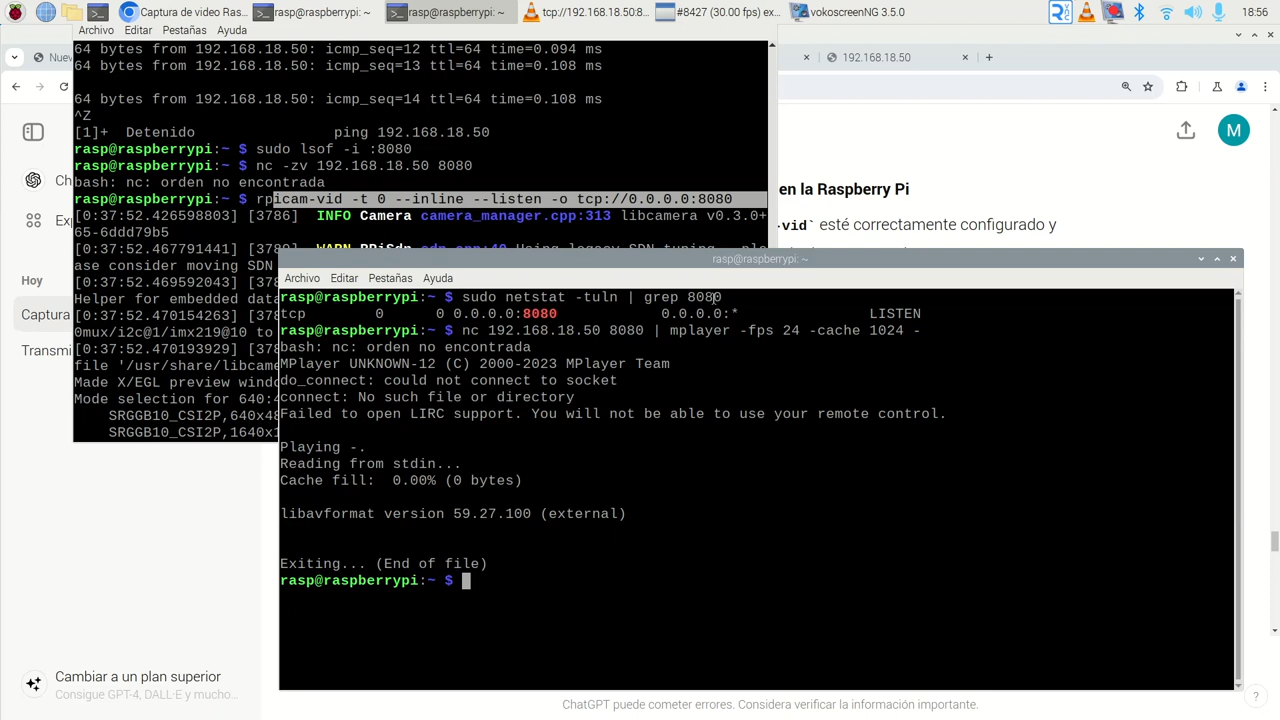 Captura de video Ras...
rasp@raspberrypi: ~
rasp@raspberrypi: ~
tcp://192.168.50:8...
#8427 (30.00 fps) ex...
vokoscreenNG 3.5.0
18:56
Archivo Editar Pestañas Ayuda
64 bytes from 192.168.18.50: icmp_seq=12 ttl=64 time=0.094 ms
64 bytes from 192.168.18.50: icmp_seq=13 ttl=64 time=0.108 ms
64 bytes from 192.168.18.50: icmp_seq=14 ttl=64 time=0.108 ms
^Z
[1]+  Detenido                ping 192.168.18.50
rasp@raspberrypi:~ $ sudo lsof -i :8080
rasp@raspberrypi:~ $ nc -zv 192.168.18.50 8080
bash: nc: orden no encontrada
rasp@raspberrypi:~ $ rpicam-vid -t 0 --inline --listen -o tcp://0.0.0.0:8080
[0:37:52.426598803] [3786]  INFO Camera camera_manager.cpp:313 libcamera v0.3.0+
65-6ddd79b5
[0:37:52.467791441] [3789]  WARN RPiSdn sdn.cpp:40 Using legacy SDN tuning - ple
ase consider moving SDN
[0:37:52.469592043] [378
Helper for embedded data
[0:37:52.470154263] [378
0mux/i2c@1/imx219@10 to
[0:37:52.470193929] [378
file '/usr/share/libcame
Made X/EGL preview windo
Mode selection for 640:4
SRGGB10_CSI2P,640x48
SRGGB10_CSI2P,1640x1
Nuev
192.168.18.50
M
Ch
Exp
Hoy
Captura
Transmi
en la Raspberry Pi
-vid` esté correctamente configurado y
rasp@raspberrypi: ~
Archivo Editar Pestañas Ayuda
rasp@raspberrypi:~ $ sudo netstat -tuln | grep 8080
tcp        0      0 0.0.0.0:8080            0.0.0.0:*               LISTEN
rasp@raspberrypi:~ $ nc 192.168.18.50 8080 | mplayer -fps 24 -cache 1024 -
bash: nc: orden no encontrada
MPlayer UNKNOWN-12 (C) 2000-2023 MPlayer Team
do_connect: could not connect to socket
connect: No such file or directory
Failed to open LIRC support. You will not be able to use your remote control.
Playing -.
Reading from stdin...
Cache fill:  0.00% (0 bytes)
libavformat version 59.27.100 (external)
Exiting... (End of file)
rasp@raspberrypi:~ $
Cambiar a un plan superior
Consigue GPT-4, DALL·E y mucho...
ChatGPT puede cometer errores. Considera verificar la información importante.
?